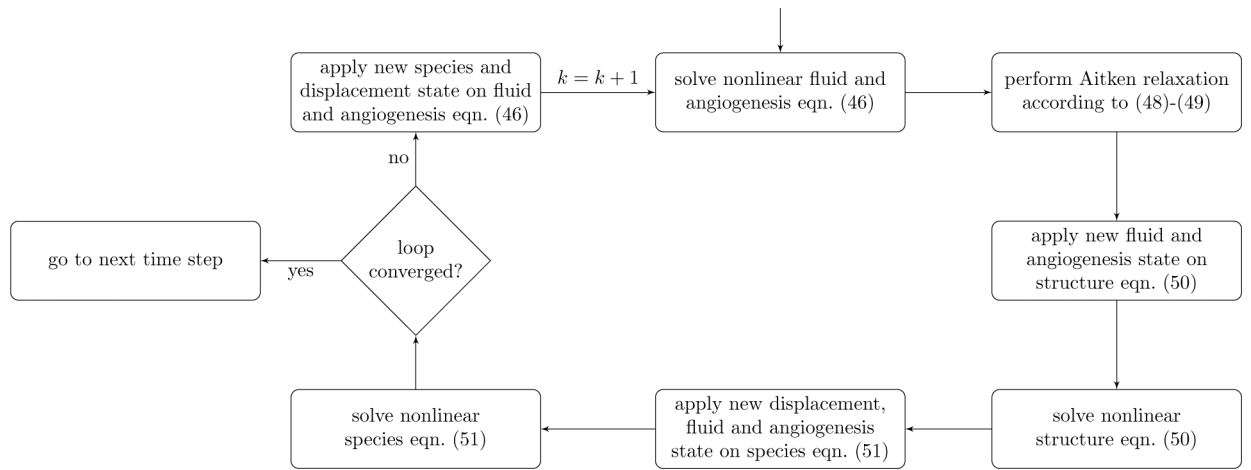 apply new species and
displacement state on fluid
and angiogenesis eqn. (46)
k = k + 1
solve nonlinear fluid and
angiogenesis eqn. (46)
perform Aitken relaxation
according to (48)-(49)
no
apply new fluid and
angiogenesis state on
structure eqn. (50)
loop
converged?
yes
go to next time step
solve nonlinear
species eqn. (51)
apply new displacement,
fluid and angiogenesis
state on species eqn. (51)
solve nonlinear
structure eqn. (50)